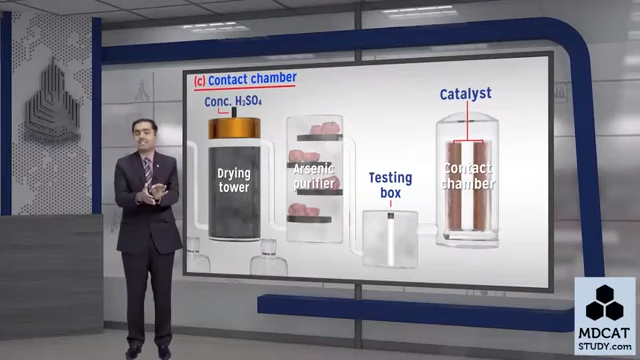 (c) Contact chamber
Conc. H₂SO₄
Drying
tower
Arsenic
purifier
Testing
box
Catalyst
Contact
chamber
MDCAT
STUDY.com